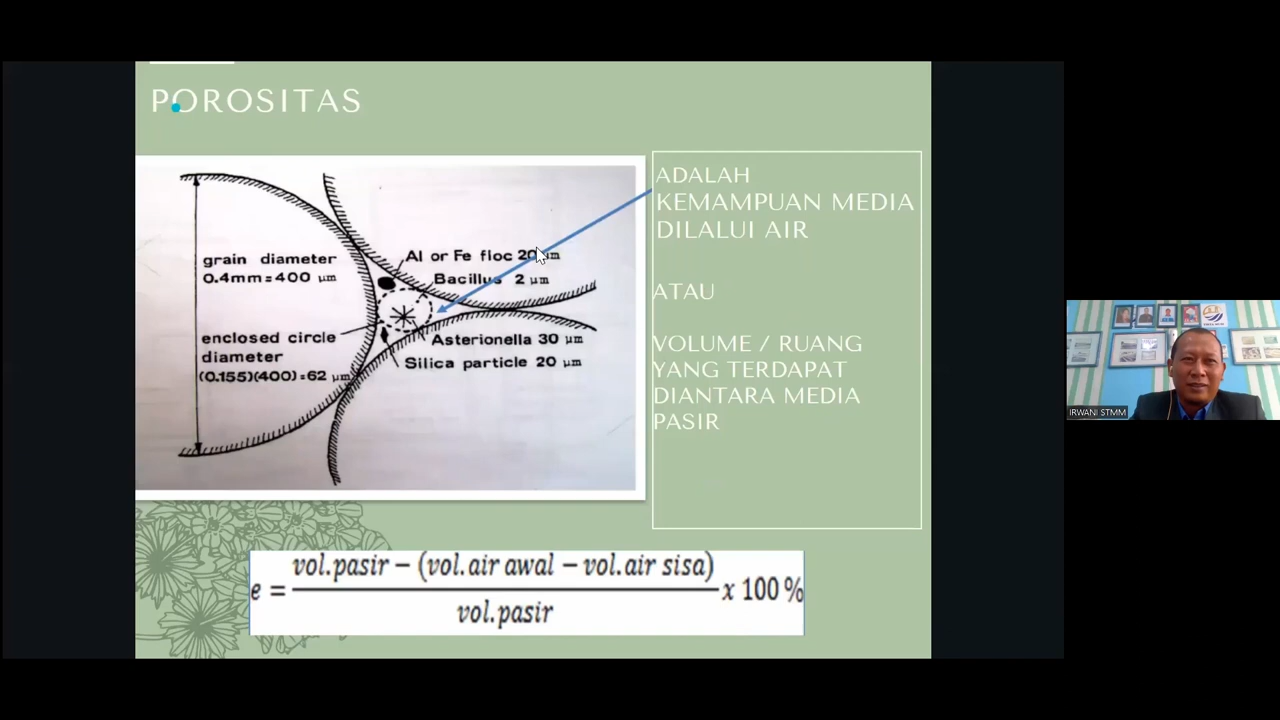 POROSITAS
grain diameter
0.4mm=400 µm
enclosed circle
diameter
(0.155)(400)=62 µm
Al or Fe floc 20 µm
Bacillus 2 µm
Asterionella 30 µm
Silica particle 20 µm
ADALAH
KEMAMPUAN MEDIA
DILALUI AIR
ATAU
VOLUME / RUANG
YANG TERDAPAT
DIANTARA MEDIA
PASIR
e = vol.pasir − (vol.air awal − vol.air sisa) x 100 %
vol.pasir
IRWANI STMM